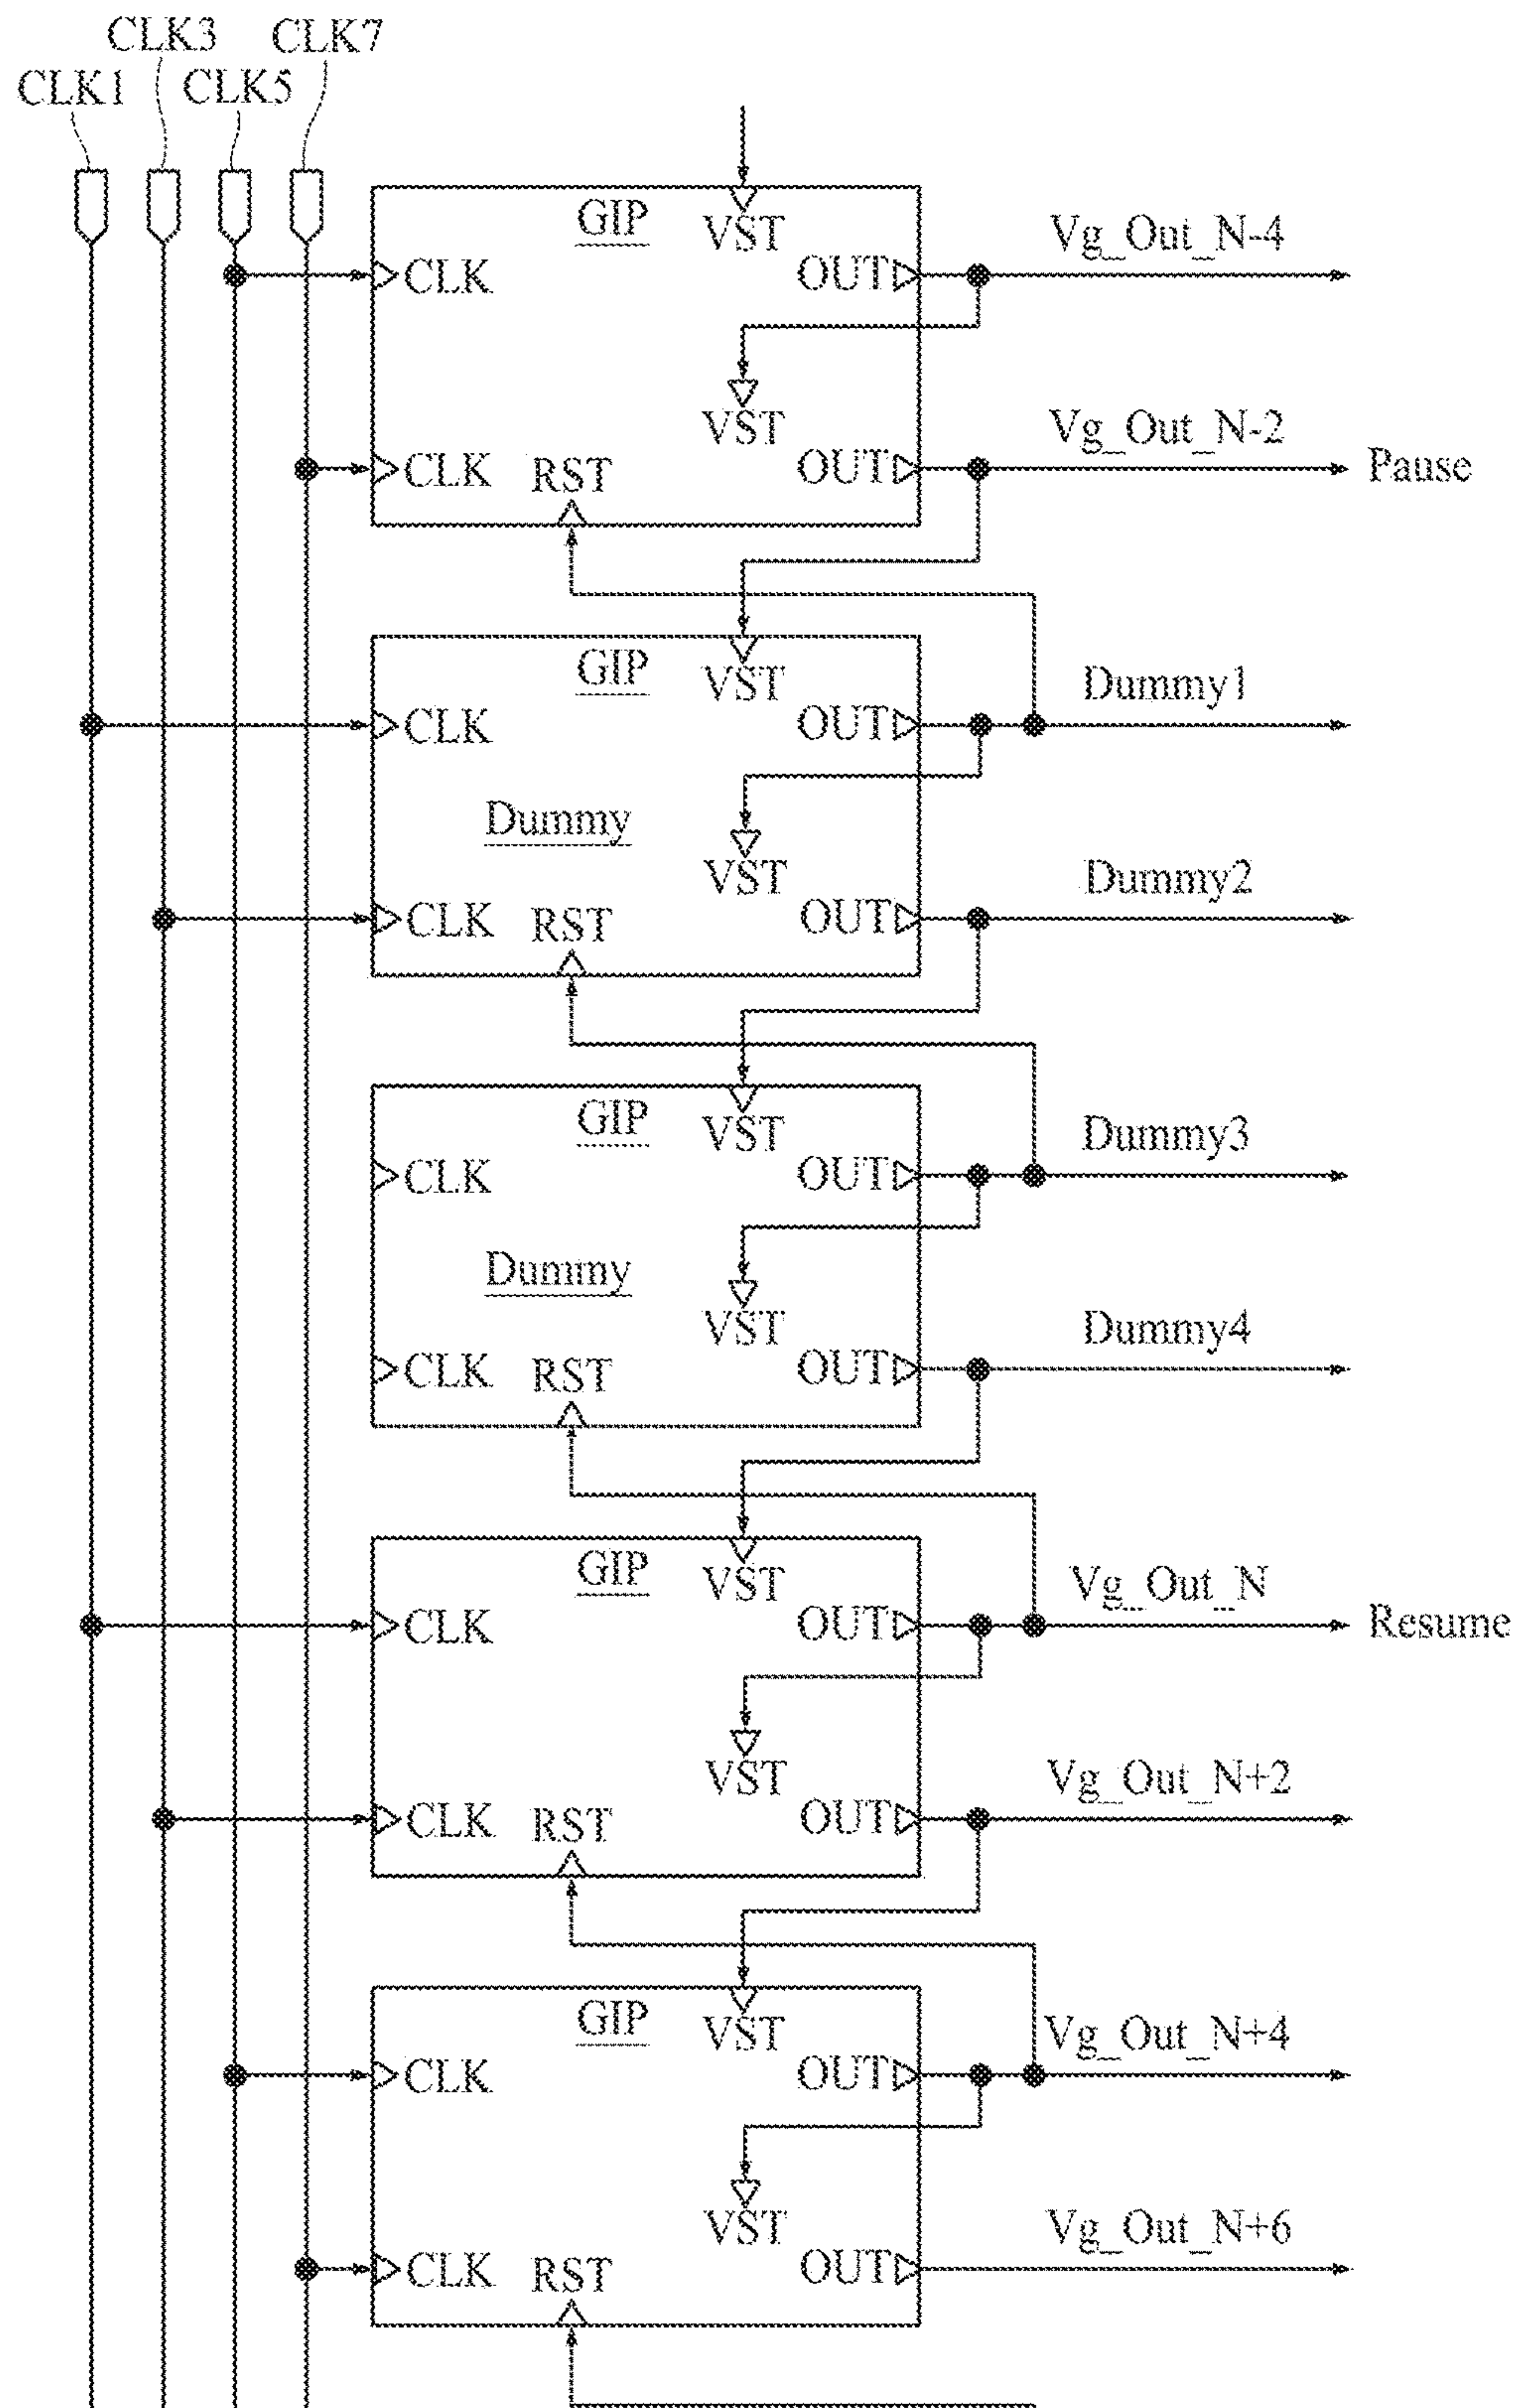 CLK3 CLK7
CLK1 CLK5
GIP VST Vg_Out_N-4
CLK OUT
VST Vg_Out_N-2
CLK RST OUT Pause
GIP VST Dummy1
CLK OUT
Dummy
VST Dummy2
CLK RST OUT
GIP VST Dummy3
CLK OUT
Dummy
VST Dummy4
CLK RST OUT
GIP VST Vg_Out_N
CLK OUT Resume
VST Vg_Out_N+2
CLK RST OUT
GIP VST Vg_Out_N+4
CLK OUT
VST Vg_Out_N+6
CLK RST OUT